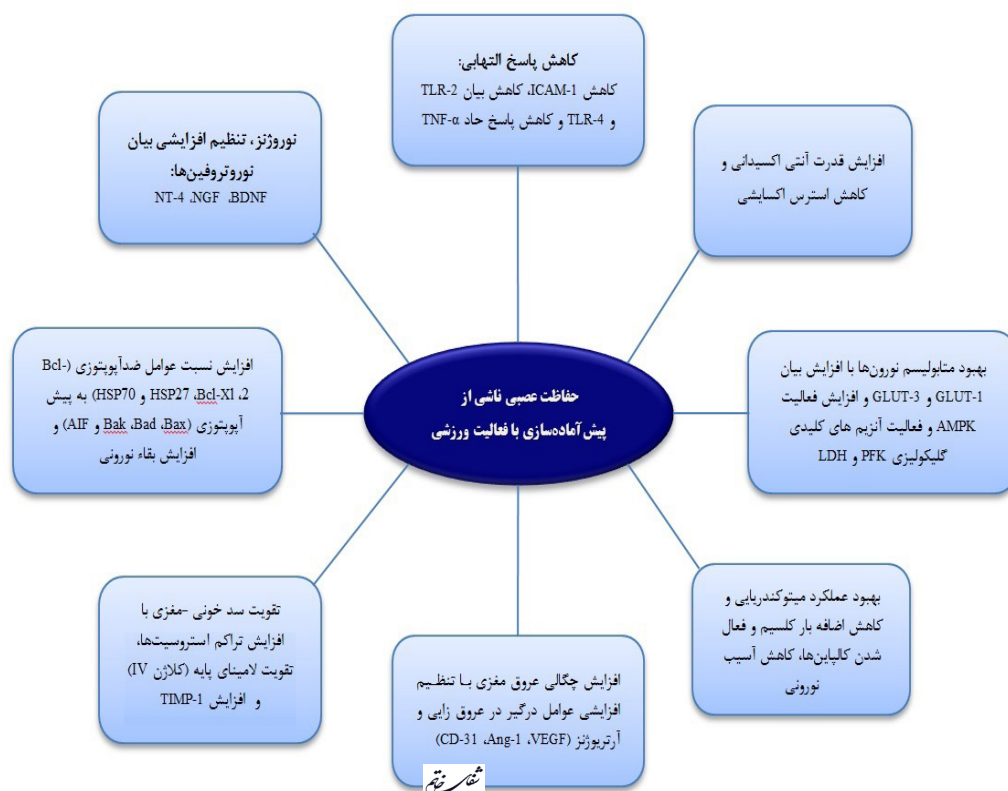 کاهش پاسخ التهابی:
کاهش ICAM-1، کاهش بیان TLR-2
و TLR-4 و کاهش پاسخ حاد TNF-α
افزایش قدرت آنتی اکسیدانی و
کاهش استرس اکسایشی
بهبود متابولیسم نورون‌ها با افزایش بیان
GLUT-1 و GLUT-3 و افزایش فعالیت
AMPK و فعالیت آنزیم های کلیدی
گلیکولیزی PFK و LDH
بهبود عملکرد میتوکندریایی و
کاهش اضافه بار کلسیم و فعال
شدن کالپاین‌ها، کاهش آسیب
نورونی
افزایش چگالی عروق مغزی با تنظیم
افزایشی عوامل درگیر در عروق زایی و
آرتریوژنز (CD-31 ،Ang-1 ،VEGF)
تقویت سد خونی -مغزی با
افزایش تراکم استروسیت‌ها،
تقویت لامینای پایه (کلاژن IV)
و افزایش TIMP-1
افزایش نسبت عوامل ضدآپوپتوزی (Bcl-
2، Bcl-Xl، HSP27 و HSP70) به پیش
آپوپتوزی (Bax، Bad، Bak و AIF) و
افزایش بقاء نورونی
نوروژنز، تنظیم افزایشی بیان
نوروتروفین‌ها:
BDNF، NGF، NT-4
حفاظت عصبی ناشی از
پیش‌آماده‌سازی با فعالیت ورزشی
شفای خاتم